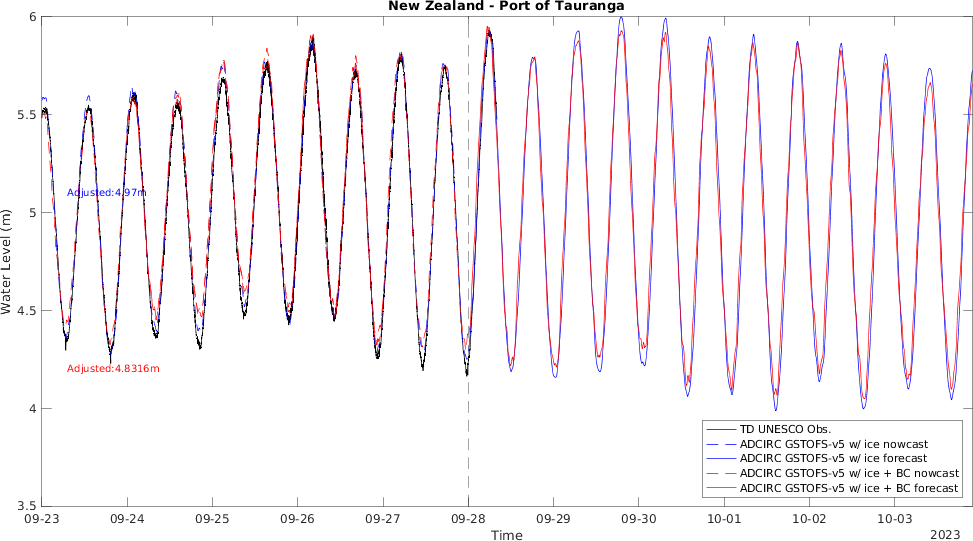 New Zealand - Port of Tauranga
6
5.5
5
4.5
4
3.5
Water Level (m)
Adjusted:4.97m
Adjusted:4.8316m
TD UNESCO Obs.
ADCIRC GSTOFS-v5 w/ ice nowcast
ADCIRC GSTOFS-v5 w/ ice forecast
ADCIRC GSTOFS-v5 w/ ice + BC nowcast
ADCIRC GSTOFS-v5 w/ ice + BC forecast
09-23 09-24 09-25 09-26 09-27 09-28 09-29 09-30 10-01 10-02 10-03
Time
2023